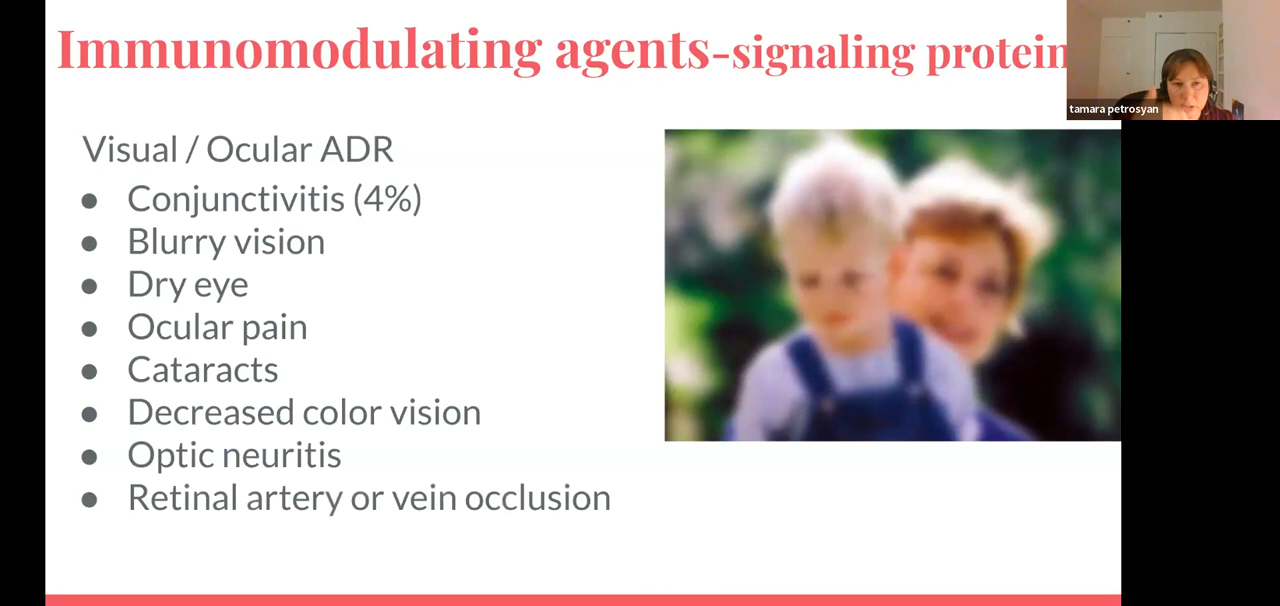 Immunomodulating agents-signaling protein
tamara petrosyan
Visual / Ocular ADR
● Conjunctivitis (4%)
● Blurry vision
● Dry eye
● Ocular pain
● Cataracts
● Decreased color vision
● Optic neuritis
● Retinal artery or vein occlusion